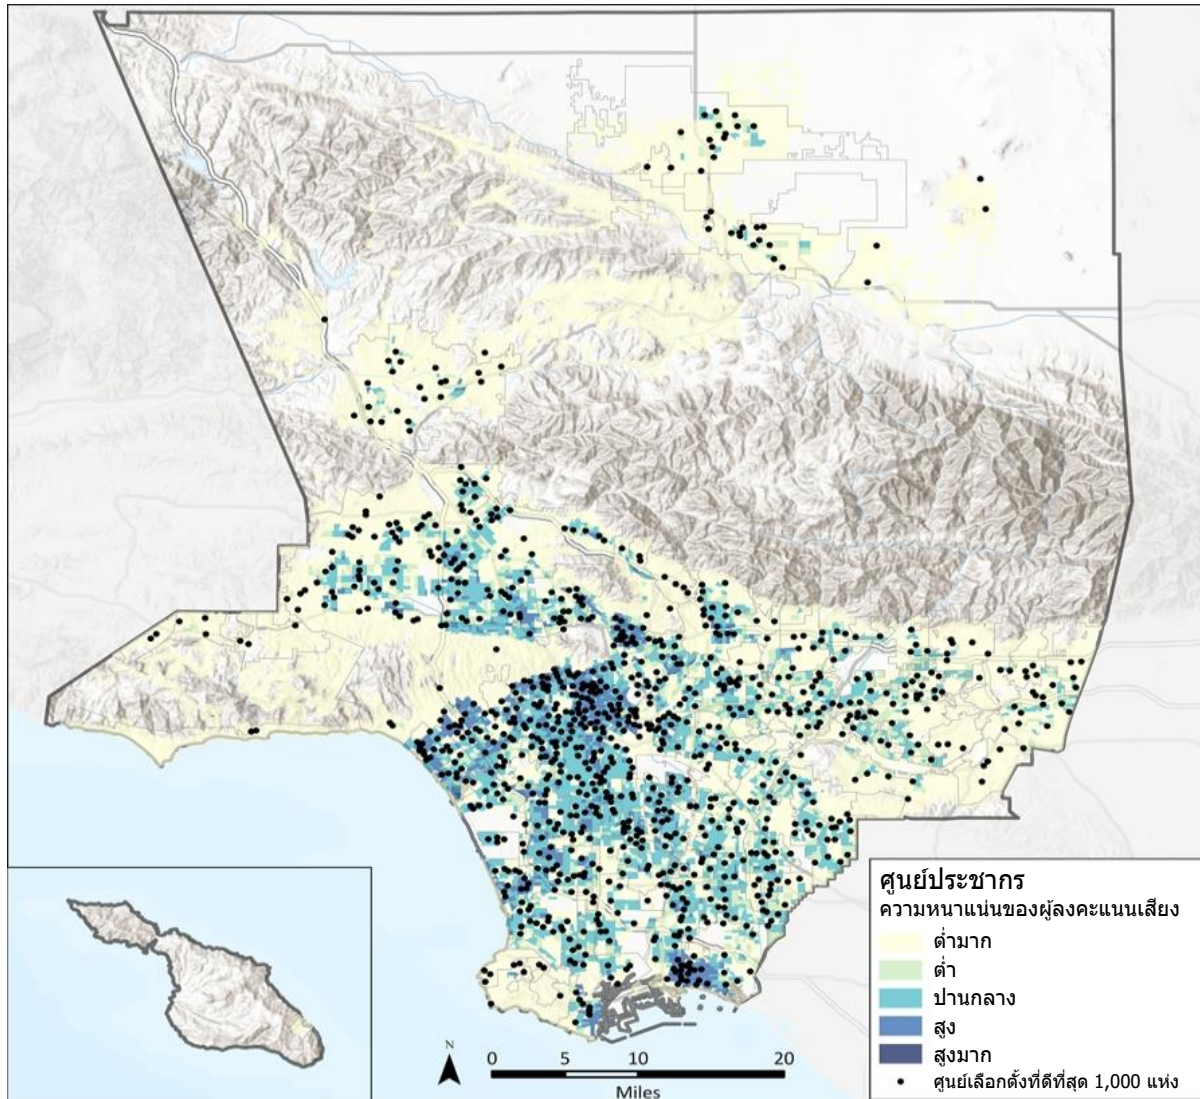 ศูนย์ประชากร
ความหนาแน่นของผู้ลงคะแนนเสียง
ต่ำมาก
ต่ำ
ปานกลาง
สูง
สูงมาก
ศูนย์เลือกตั้งที่ดีที่สุด 1,000 แห่ง
N
0 5 10 20
Miles